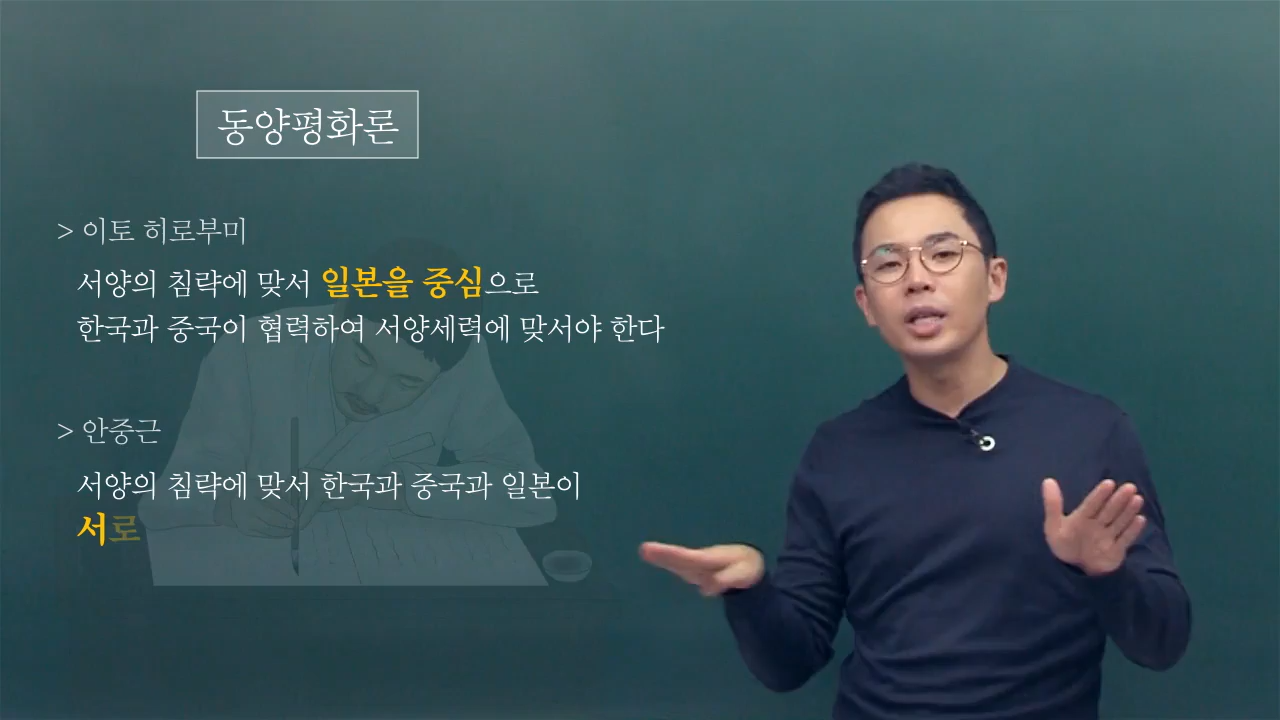 동양평화론
> 이토 히로부미
서양의 침략에 맞서 일본을 중심으로
한국과 중국이 협력하여 서양세력에 맞서야 한다
> 안중근
서양의 침략에 맞서 한국과 중국과 일본이
서로